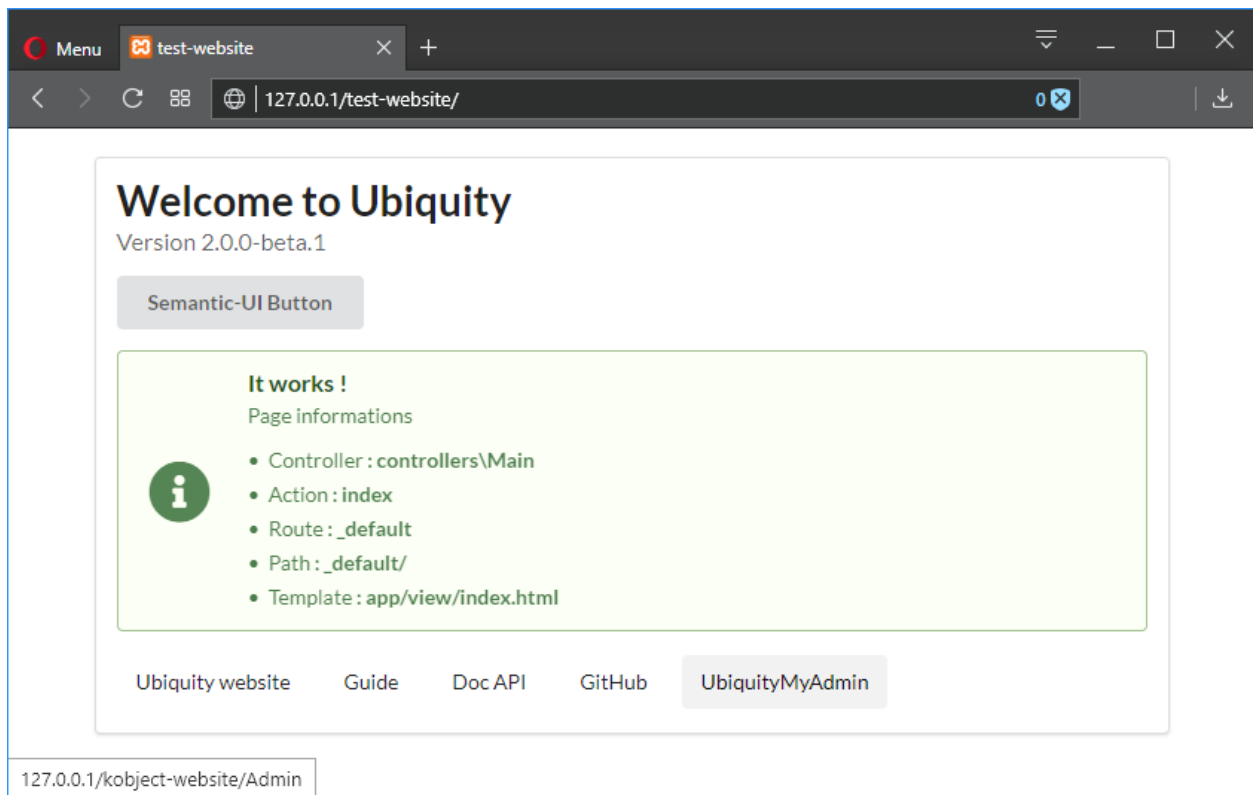 Menu
test-website
127.0.0.1/test-website/
0
Welcome to Ubiquity
Version 2.0.0-beta.1
Semantic-UI Button
It works !
Page informations
• Controller : controllers\Main
• Action : index
• Route : _default
• Path : _default/
• Template : app/view/index.html
Ubiquity website Guide Doc API GitHub UbiquityMyAdmin
127.0.0.1/kobject-website/Admin